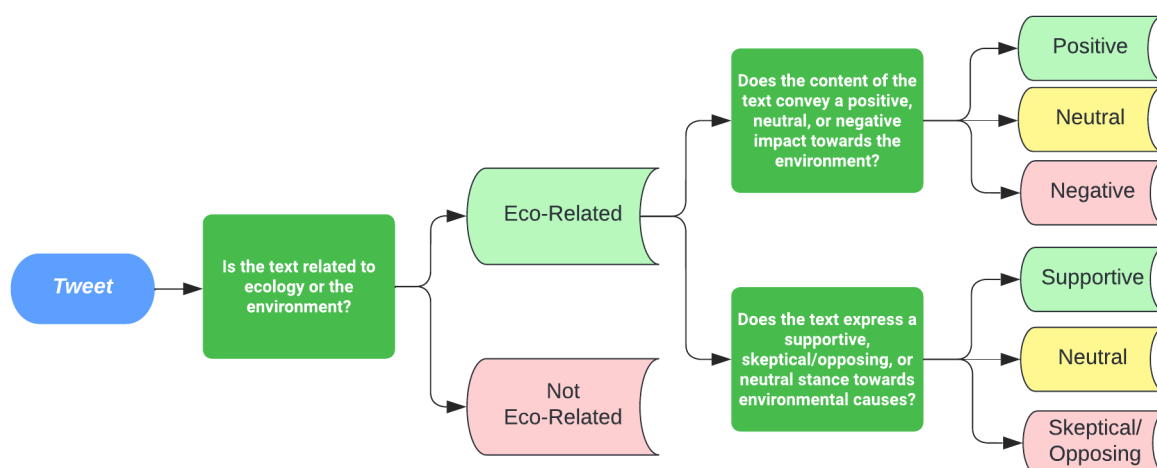 Tweet
Is the text related to
ecology or the
environment?
Eco-Related
Not
Eco-Related
Does the content of the
text convey a positive,
neutral, or negative
impact towards the
environment?
Positive
Neutral
Negative
Does the text express a
supportive,
skeptical/opposing, or
neutral stance towards
environmental causes?
Supportive
Neutral
Skeptical/
Opposing